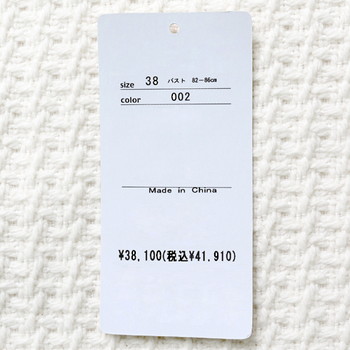 size 38 バスト 82-86cm
color 002
Made in China
¥38,100(税込¥41,910)